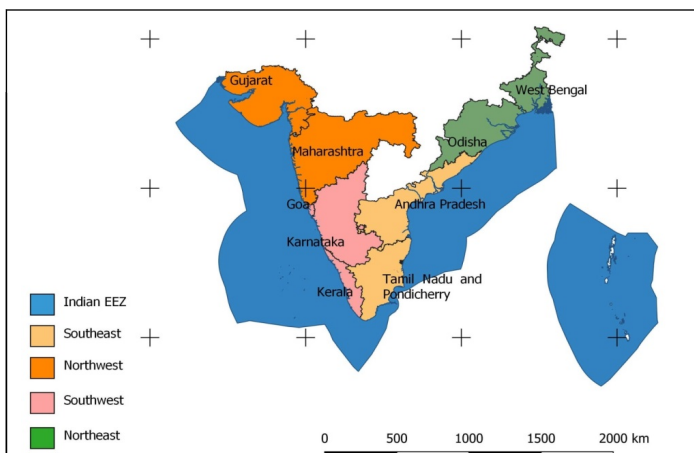 Gujarat
West Bengal
Odisha
Maharashtra
Goa
Andhra Pradesh
Karnataka
Tamil Nadu and
Pondicherry
Kerala
Indian EEZ
Southeast
Northwest
Southwest
Northeast
0 500 1000 1500 2000 km